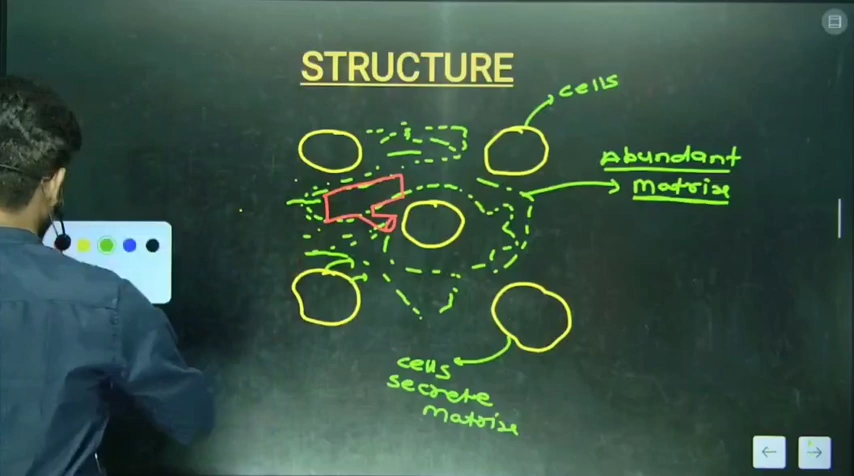 STRUCTURE
cells
Abundant
matrix
cells
secrete
matrix